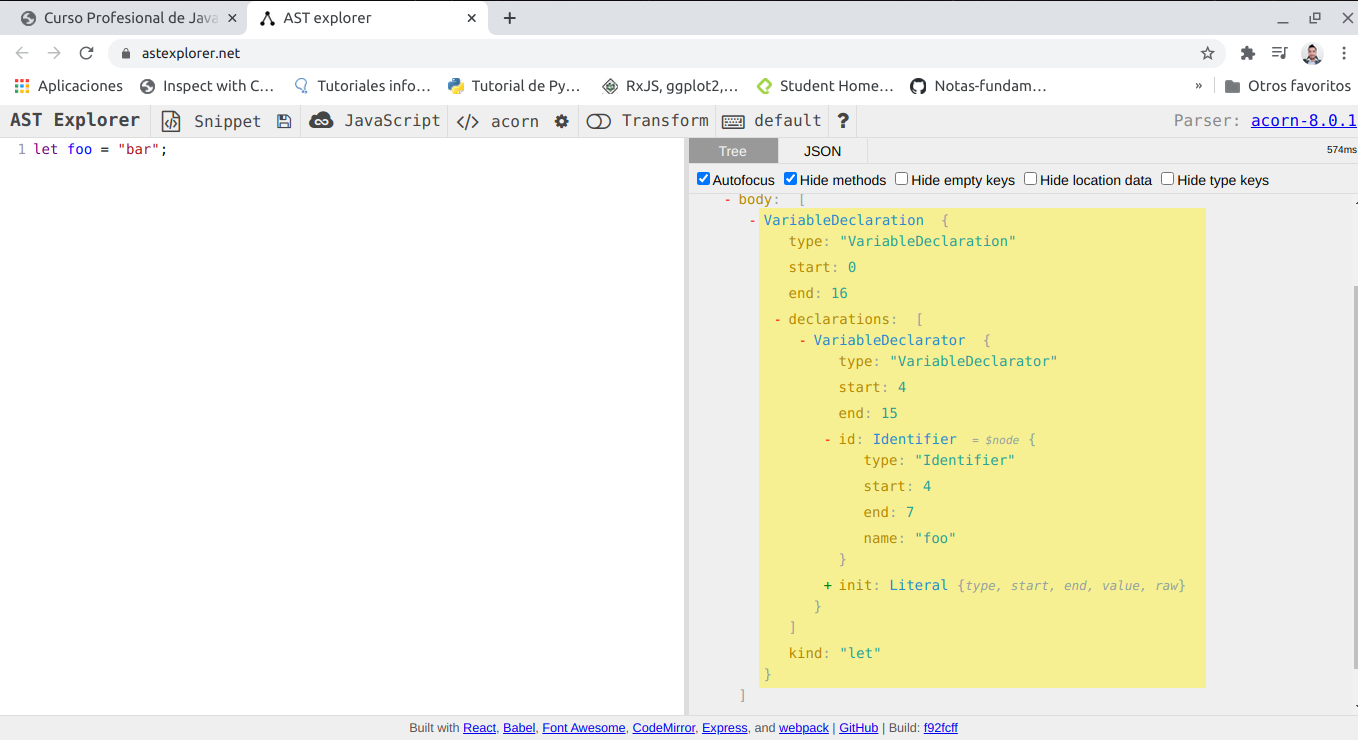 Curso Profesional de Java
AST explorer
astexplorer.net
Aplicaciones Inspect with C… Tutoriales info… Tutorial de Py… RxJS, ggplot2,… Student Home… Notas-fundam… » Otros favoritos
AST Explorer Snippet JavaScript </> acorn Transform default ? Parser: acorn-8.0.1
1 let foo = "bar";
Tree JSON 574ms
Autofocus Hide methods Hide empty keys Hide location data Hide type keys
- body: [
- VariableDeclaration {
type: "VariableDeclaration"
start: 0
end: 16
- declarations: [
- VariableDeclarator {
type: "VariableDeclarator"
start: 4
end: 15
- id: Identifier = $node {
type: "Identifier"
start: 4
end: 7
name: "foo"
}
+ init: Literal {type, start, end, value, raw}
}
]
kind: "let"
}
]
Built with React, Babel, Font Awesome, CodeMirror, Express, and webpack | GitHub | Build: f92fcff